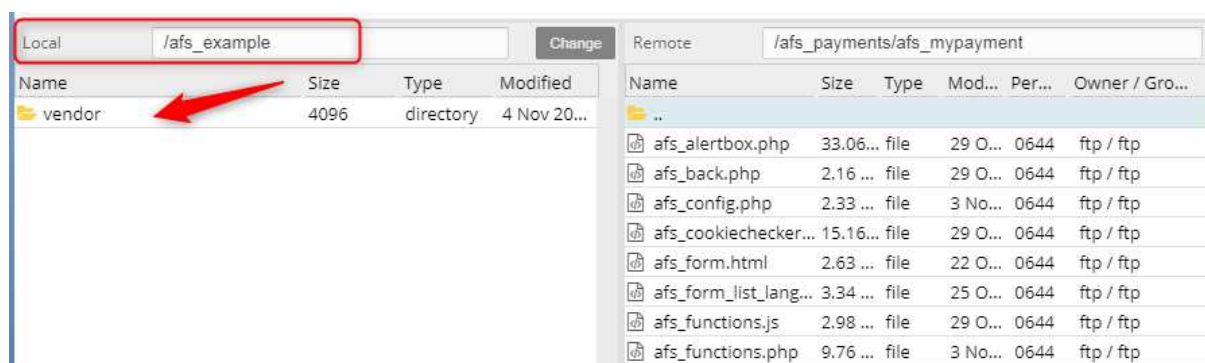 Local /afs_example Change
Name Size Type Modified
vendor 4096 directory 4 Nov 20...
Remote /afs_payments/afs_mypayment
Name Size Type Mod... Per... Owner / Gro...
..
afs_alertbox.php 33.06... file 29 O... 0644 ftp / ftp
afs_back.php 2.16 ... file 29 O... 0644 ftp / ftp
afs_config.php 2.33 ... file 3 No... 0644 ftp / ftp
afs_cookiechecker... 15.16... file 29 O... 0644 ftp / ftp
afs_form.html 2.63 ... file 22 O... 0644 ftp / ftp
afs_form_list_lang... 3.34 ... file 25 O... 0644 ftp / ftp
afs_functions.js 2.98 ... file 29 O... 0644 ftp / ftp
afs_functions.php 9.76 ... file 3 No... 0644 ftp / ftp